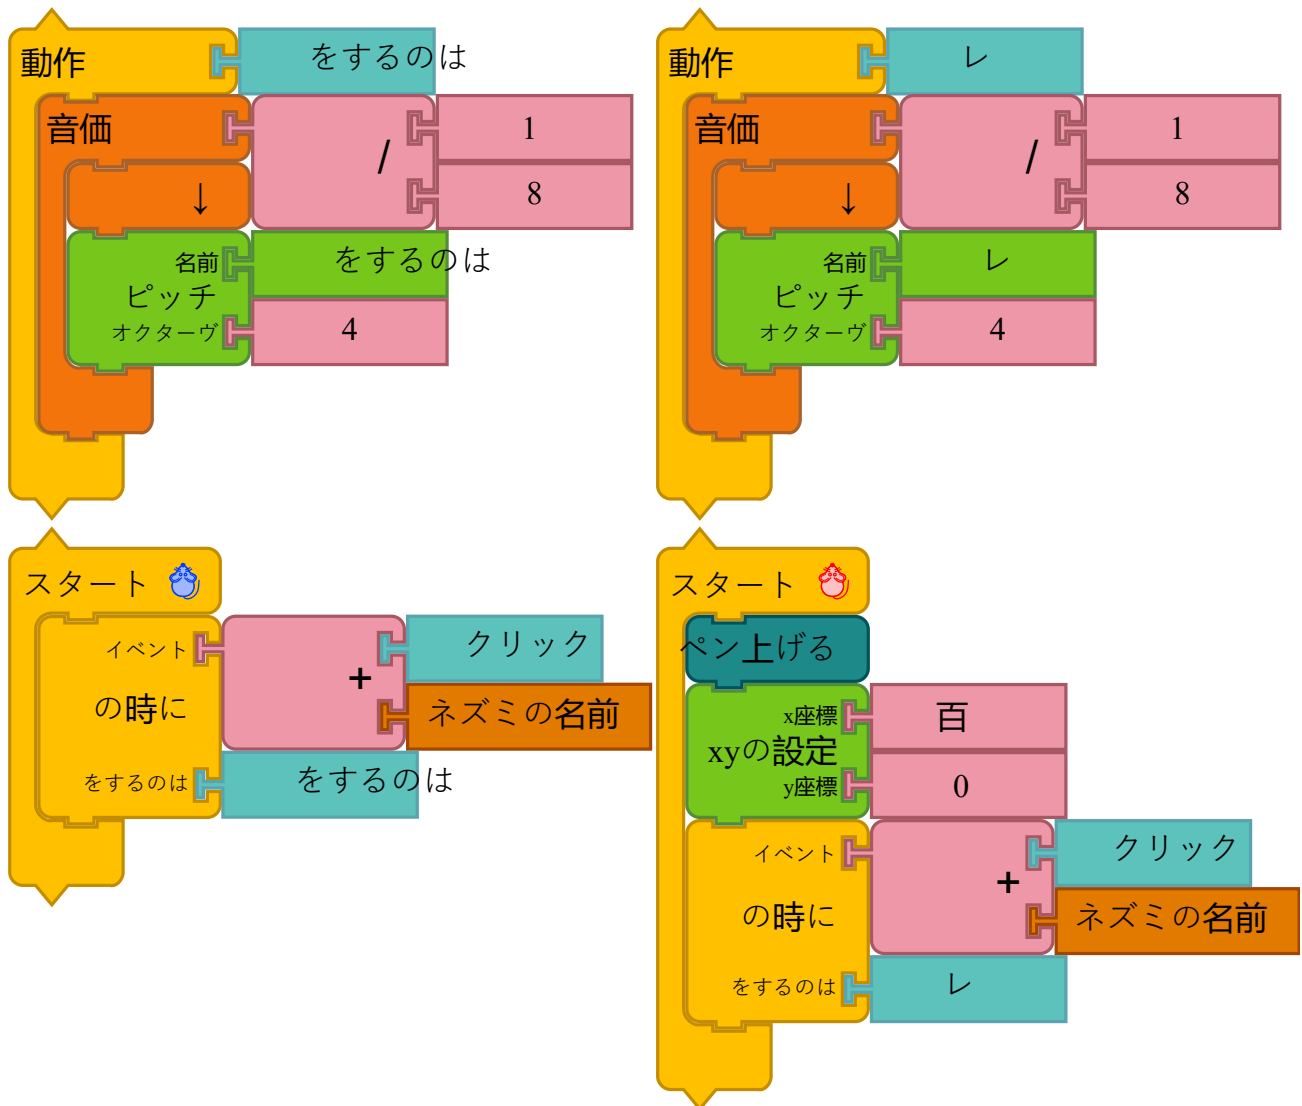 動作 をするのは
音価 / 1
↓ 8
名前 をするのは
ピッチ
オクターヴ 4
動作 レ
音価 / 1
↓ 8
名前 レ
ピッチ
オクターヴ 4
スタート
イベント + クリック
の時に ネズミの名前
をするのは をするのは
スタート
ペン上げる
x座標 百
xyの設定
y座標 0
イベント + クリック
の時に ネズミの名前
をするのは レ